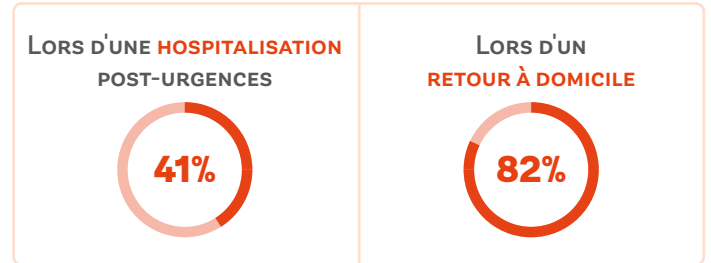 Lors d'une hospitalisation
post-urgences
41%
Lors d'un
retour à domicile
82%